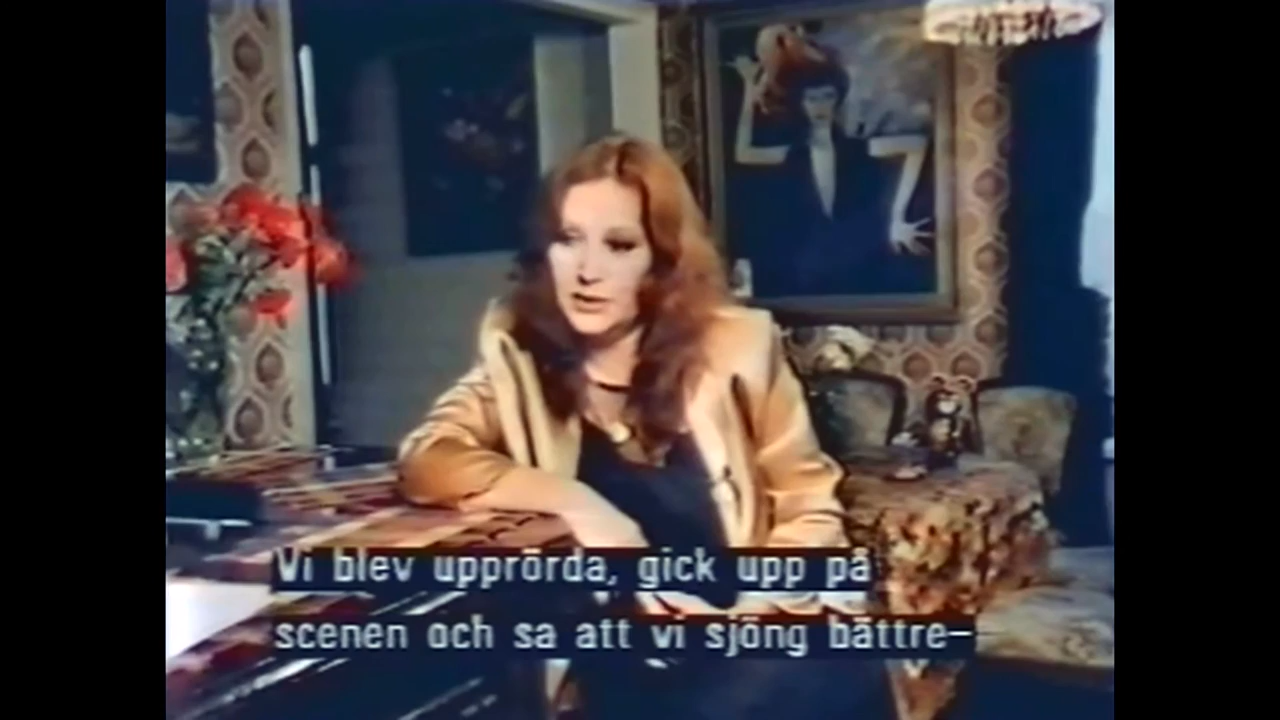 Vi blev upprörda, gick upp på
scenen och sa att vi sjöng bättre-